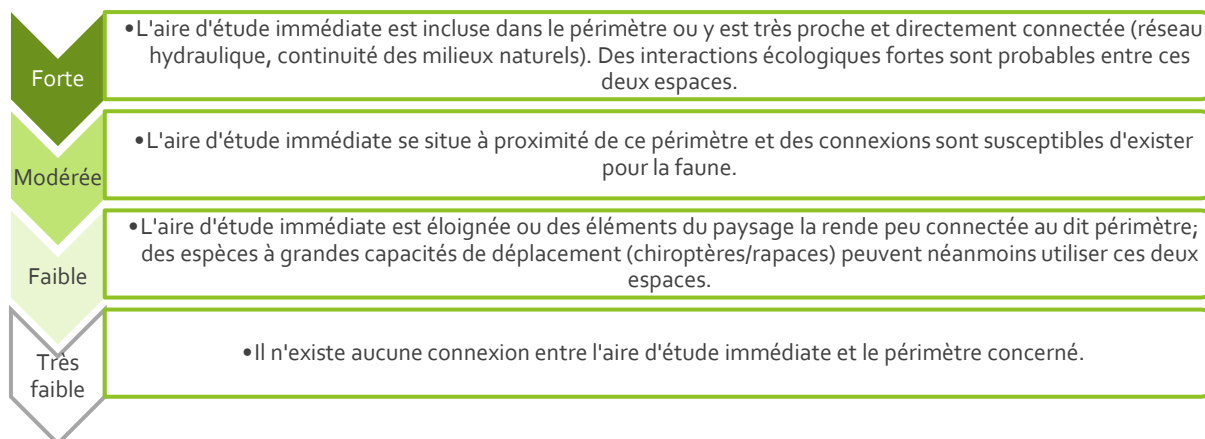 •L'aire d'étude immédiate est incluse dans le périmètre ou y est très proche et directement connectée (réseau
hydraulique, continuité des milieux naturels). Des interactions écologiques fortes sont probables entre ces
deux espaces.
Forte
•L'aire d'étude immédiate se situe à proximité de ce périmètre et des connexions sont susceptibles d'exister
pour la faune.
Modérée
•L'aire d'étude immédiate est éloignée ou des éléments du paysage la rende peu connectée au dit périmètre;
des espèces à grandes capacités de déplacement (chiroptères/rapaces) peuvent néanmoins utiliser ces deux
espaces.
Faible
•Il n'existe aucune connexion entre l'aire d'étude immédiate et le périmètre concerné.
Très
faible